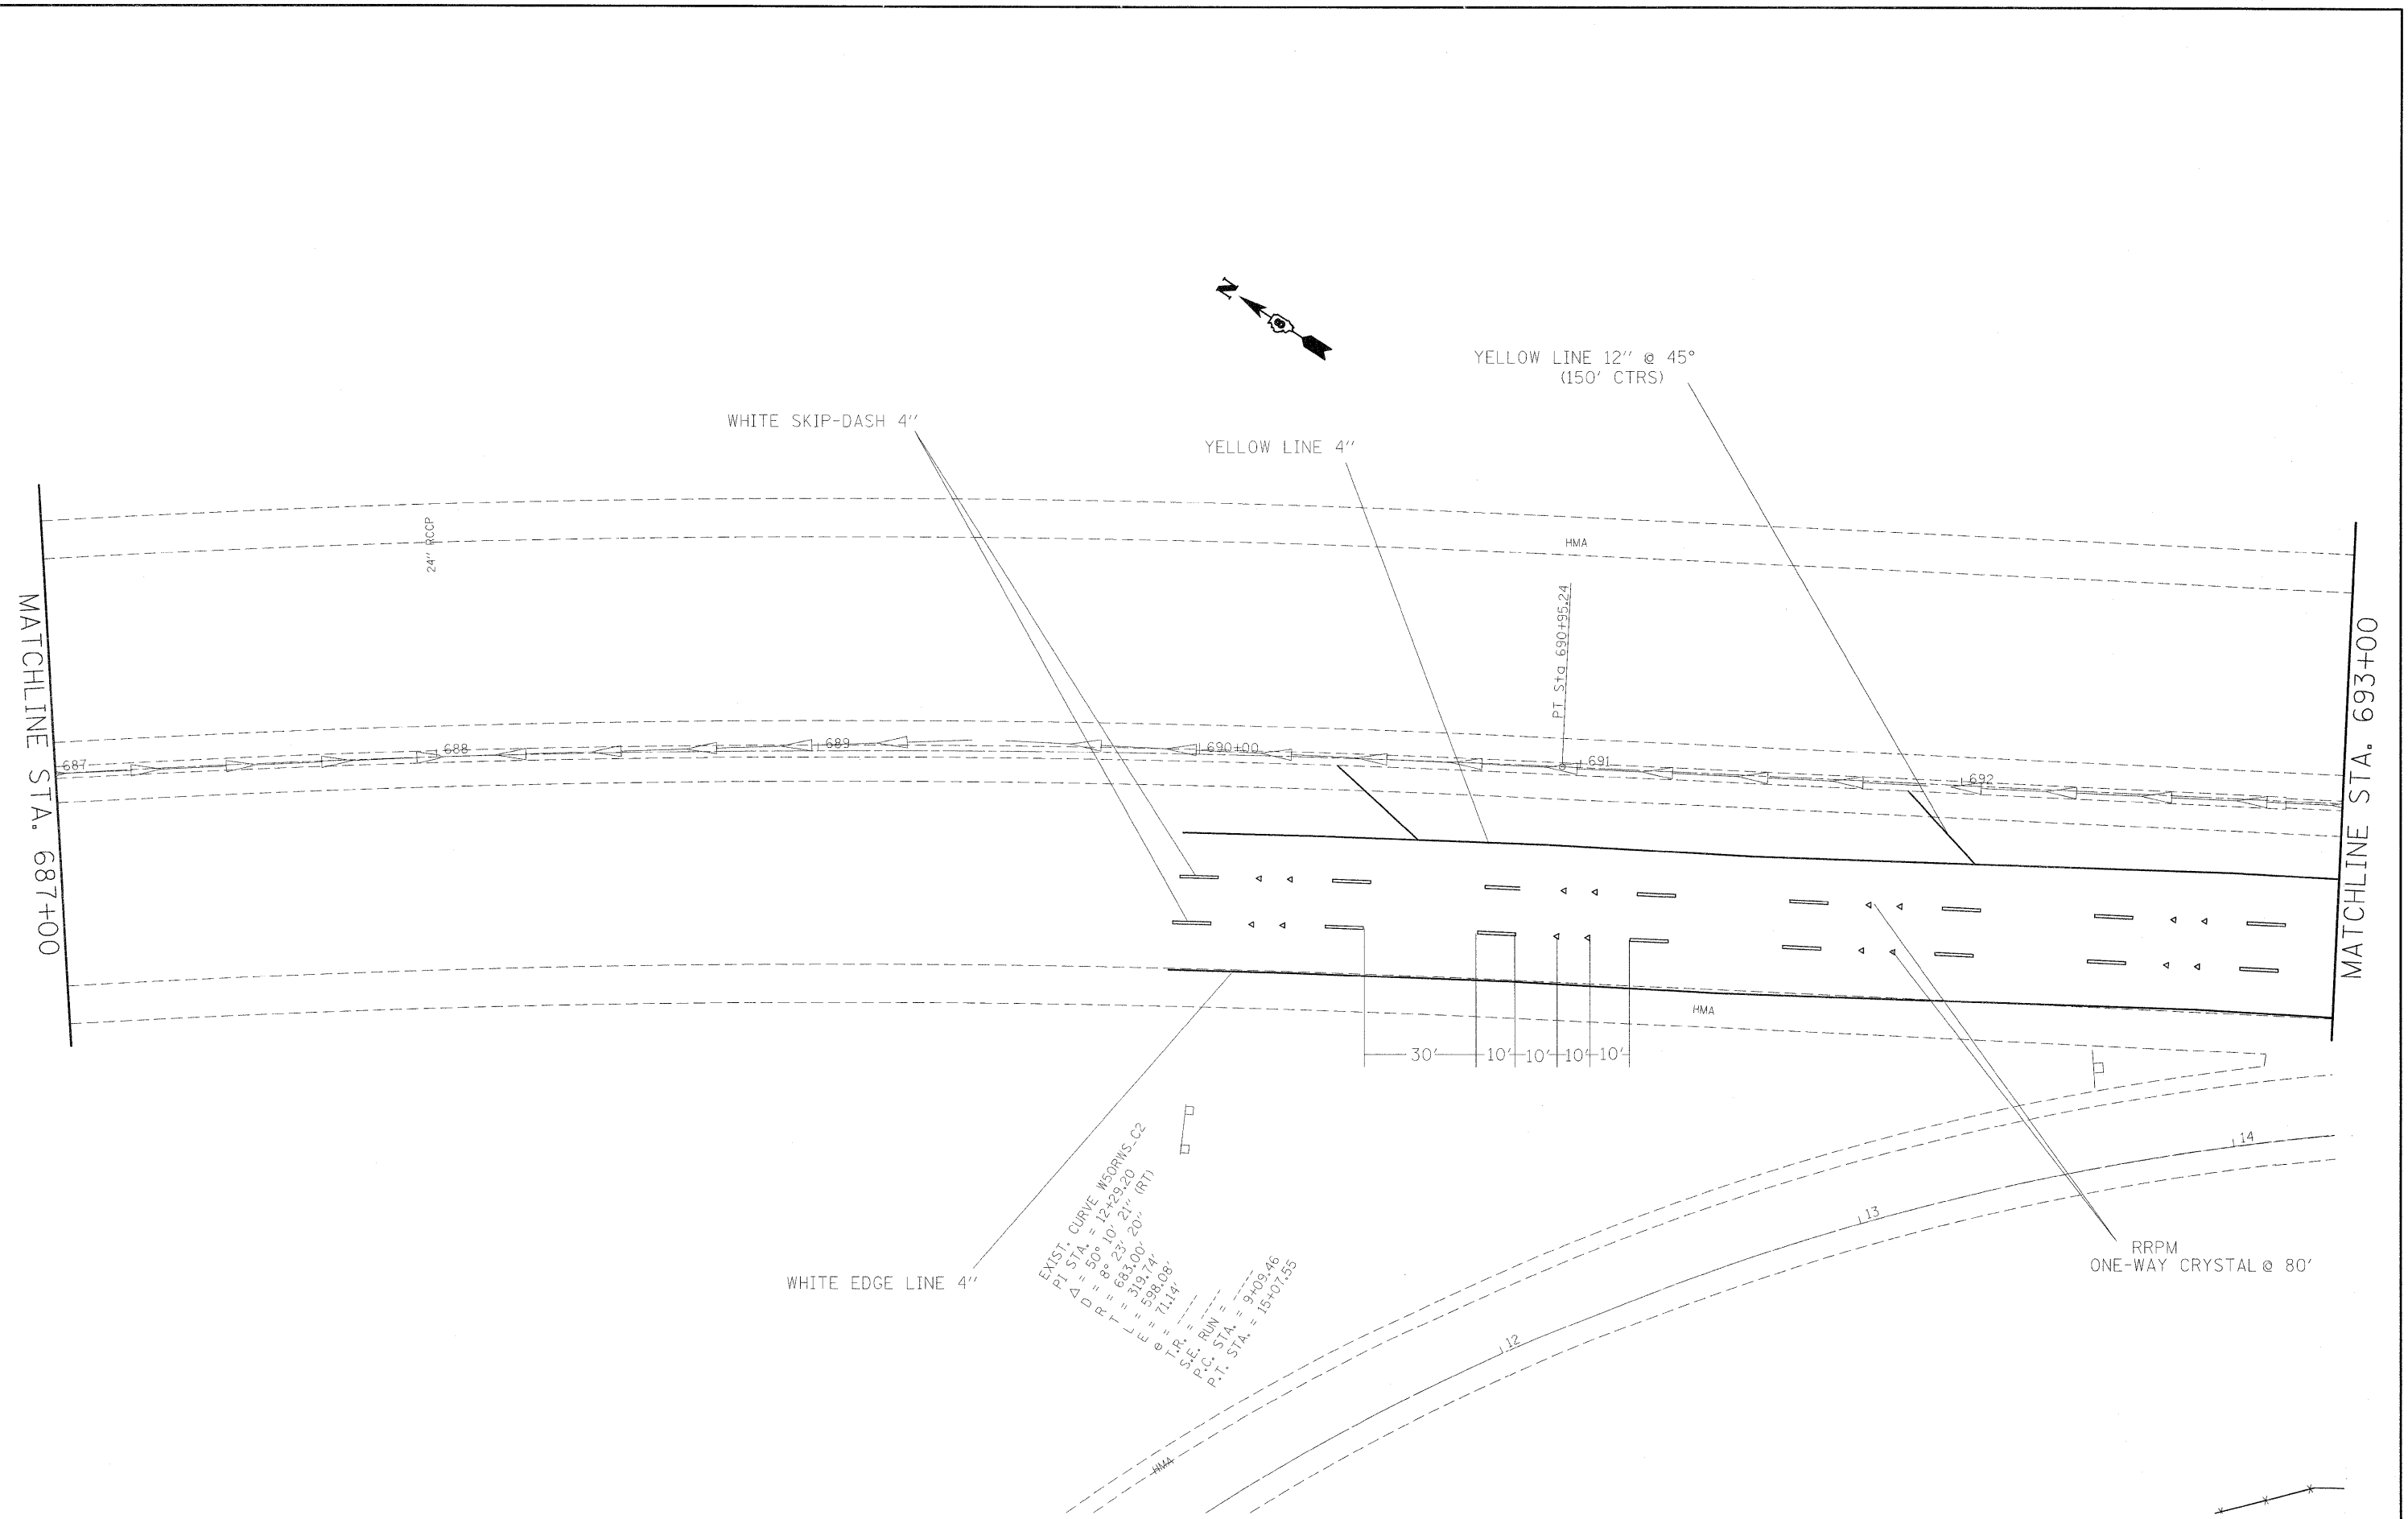 N
8
YELLOW LINE 12" @ 45°
(150' CTRS)
WHITE SKIP-DASH 4"
YELLOW LINE 4"
24" RCCP
HMA
PT Sta 690+95.24
MATCHLINE STA. 687+00
MATCHLINE STA. 693+00
687
688
689
690+00
691
692
HMA
30'
10'
10'
10'
10'
EXIST. CURVE W50RWS_C2
PI STA. = 12+29.20
Δ = 50° 10' 21" (RT)
D = 8° 23' 20"
R = 683.00'
T = 319.74'
L = 598.08'
E = 71.14'
e = -----
T.R. = -----
S.E. RUN = -----
P.C. STA. = 9+09.46
P.T. STA. = 15+07.55
WHITE EDGE LINE 4"
14
13
12
RRPM
ONE-WAY CRYSTAL @ 80'
HMA